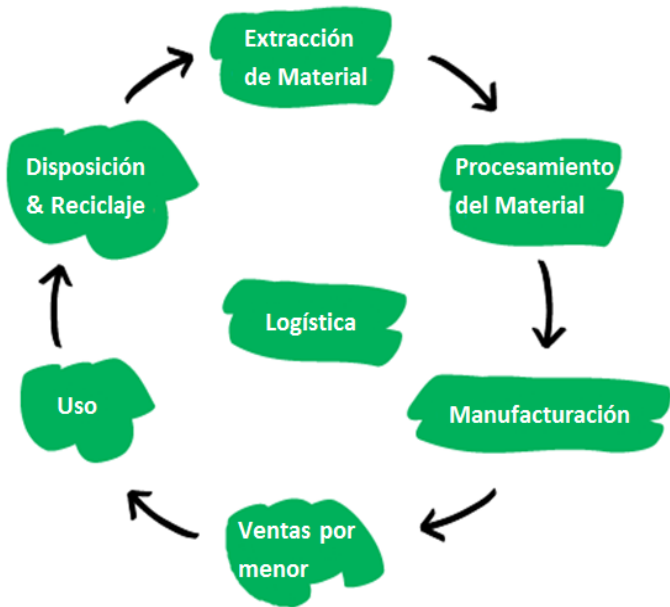 Extracción
de Material
Procesamiento
del Material
Manufacturación
Ventas por
menor
Uso
Disposición
& Reciclaje
Logística